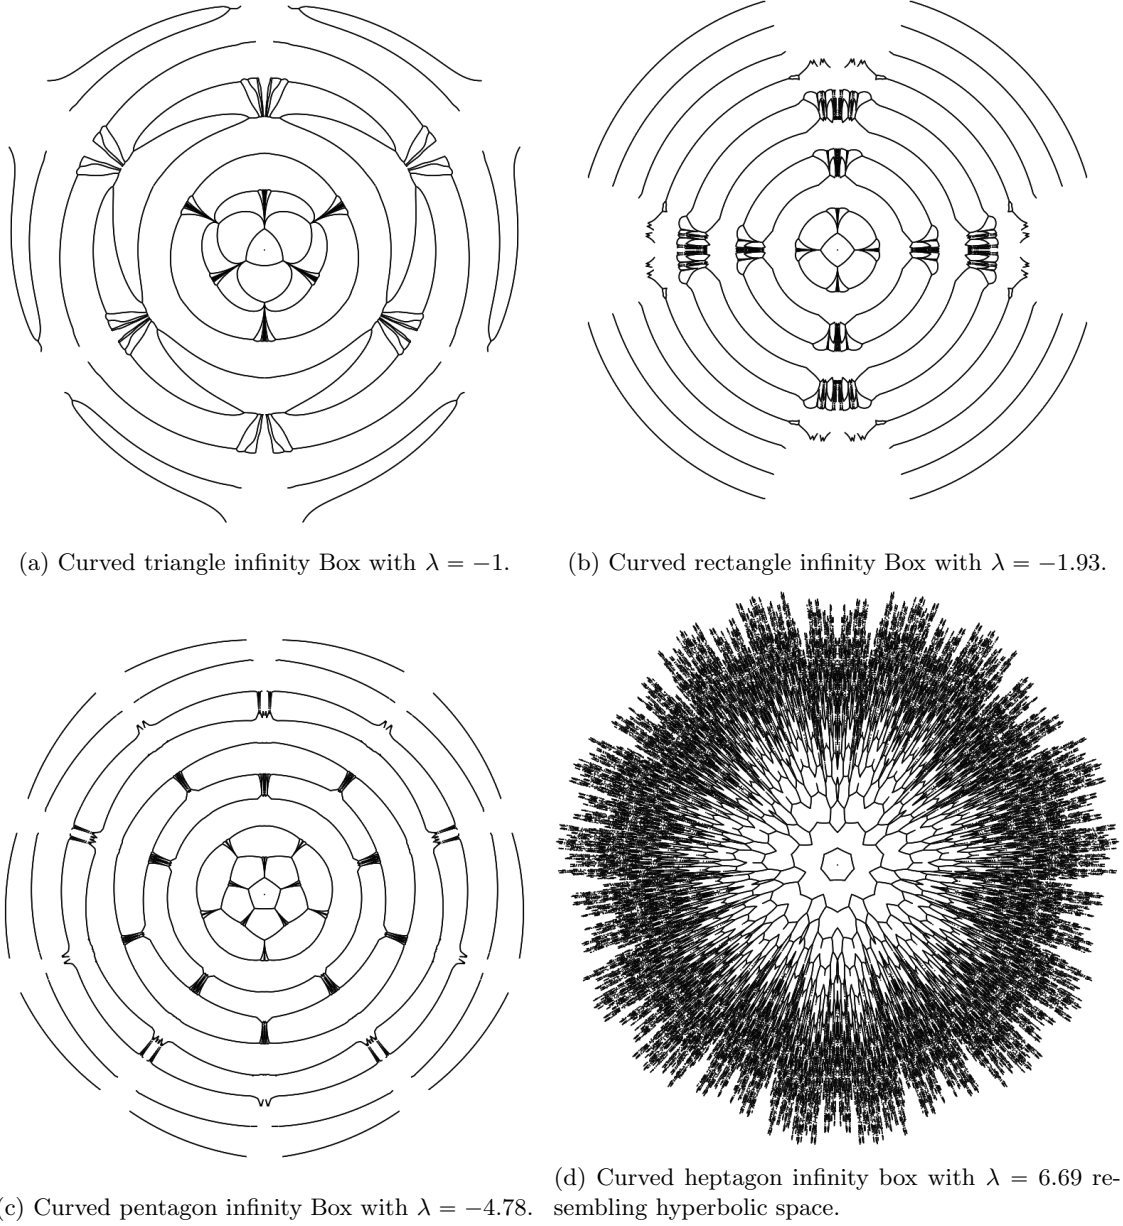 (a) Curved triangle infinity Box with λ = −1.
(b) Curved rectangle infinity Box with λ = −1.93.
(c) Curved pentagon infinity Box with λ = −4.78.
(d) Curved heptagon infinity box with λ = 6.69 re-
sembling hyperbolic space.